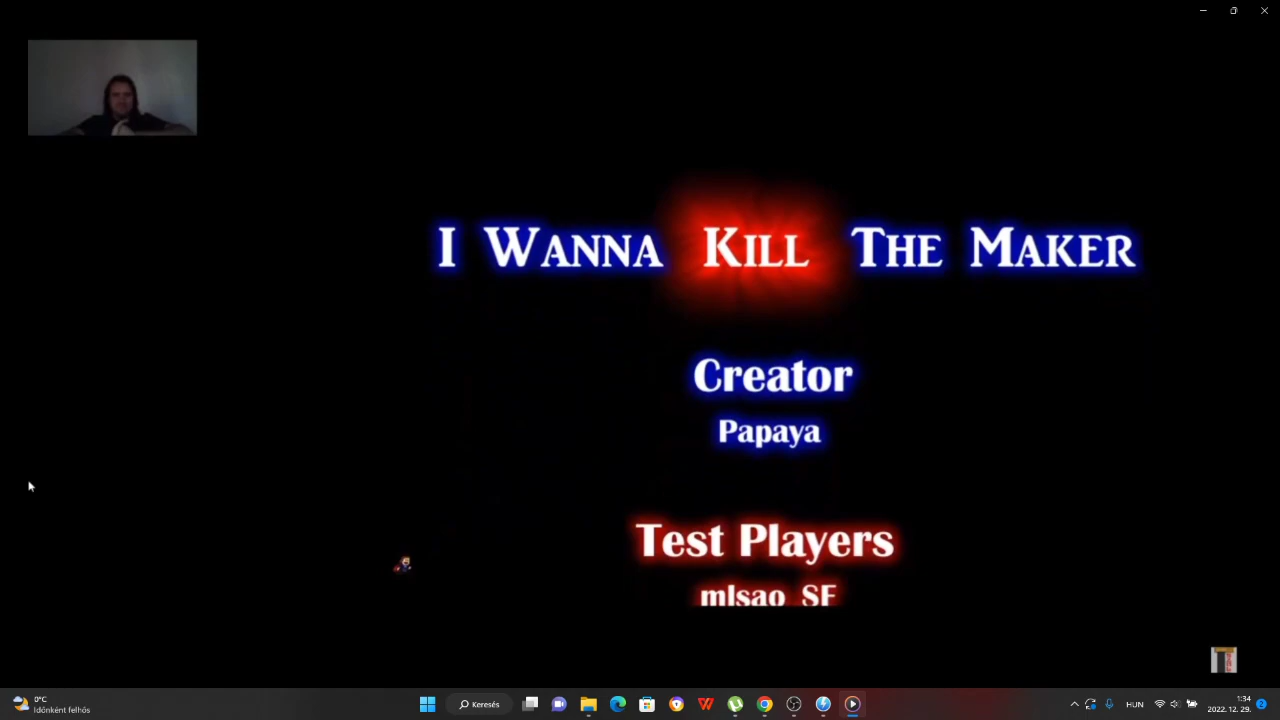 I Wanna Kill The Maker
Creator
Papaya
Test Players
mlsao SF
0°C
Időnként felhős
Keresés
HUN
1:34
2022. 12. 29.
2